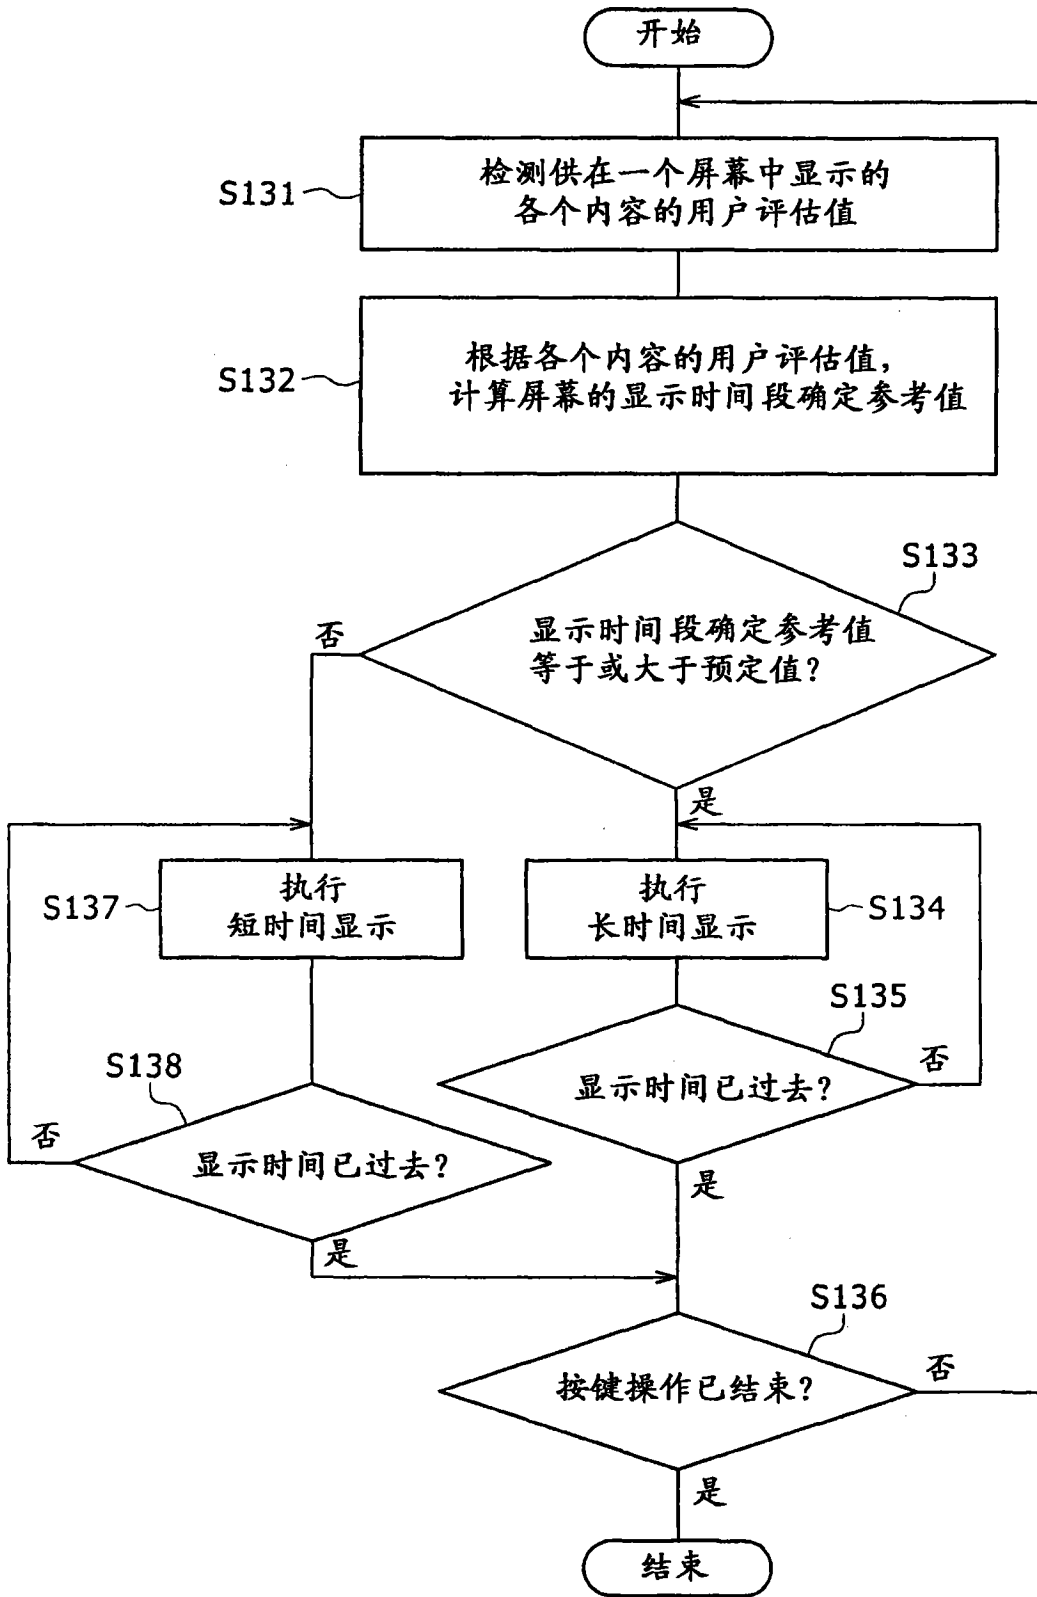 开始
S131
检测供在一个屏幕中显示的
各个内容的用户评估值
S132
根据各个内容的用户评估值，
计算屏幕的显示时间段确定参考值
S133
显示时间段确定参考值
等于或大于预定值？
否
是
S137
执行
短时间显示
执行
长时间显示
S134
S135
显示时间已过去？
否
S138
否
显示时间已过去？
是
是
S136
按键操作已结束？
否
是
结束